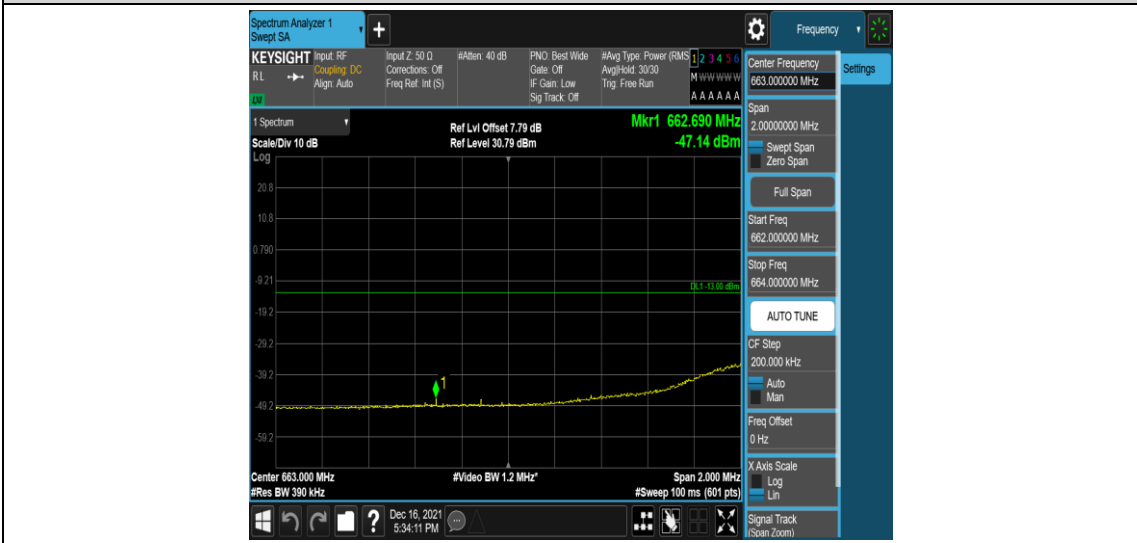 Spectrum Analyzer 1
Swept SA
+
Frequency
KEYSIGHT
RL
LXI
Input: RF
Coupling: DC
Align: Auto
Input Z: 50 Ω
Corrections: Off
Freq Ref: Int (S)
#Atten: 40 dB
PNO: Best Wide
Gate: Off
IF Gain: Low
Sig Track: Off
#Avg Type: Power (RMS
Avg|Hold: 30/30
Trig: Free Run
1 2 3 4 5 6
M W W W W W
A A A A A A
1 Spectrum
Scale/Div 10 dB
Log
Ref Lvl Offset 7.79 dB
Ref Level 30.79 dBm
Mkr1 662.690 MHz
-47.14 dBm
20.8
10.8
0.790
-9.21
DL1 -13.00 dBm
-19.2
-29.2
-39.2
1
-49.2
-59.2
Center 663.000 MHz
#Res BW 390 kHz
#Video BW 1.2 MHz*
Span 2.000 MHz
#Sweep 100 ms (601 pts)
?
Dec 16, 2021
5:34:11 PM
Center Frequency
663.000000 MHz
Settings
Span
2.00000000 MHz
Swept Span
Zero Span
Full Span
Start Freq
662.000000 MHz
Stop Freq
664.000000 MHz
AUTO TUNE
CF Step
200.000 kHz
Auto
Man
Freq Offset
0 Hz
X Axis Scale
Log
Lin
Signal Track
(Span Zoom)